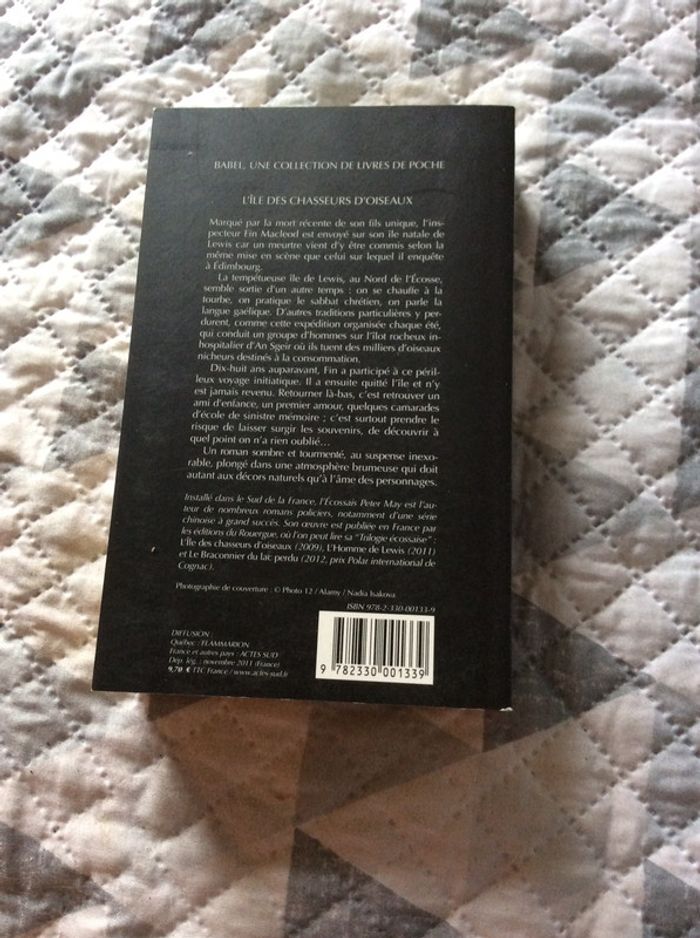 BABEL, UNE COLLECTION DE LIVRES DE POCHE
L'ÎLE DES CHASSEURS D'OISEAUX
Marqué par la mort récente de son fils unique, l'ins-
pecteur Fin Macleod est envoyé sur son île natale de
Lewis car un meurtre vient d'y être commis selon la
même mise en scène que celui sur lequel il enquête
à Édimbourg.
La tempétueuse île de Lewis, au Nord de l'Écosse,
semble sortie d'un autre temps : on se chauffe à la
tourbe, on pratique le sabbat chrétien, on parle la
langue gaélique. D'autres traditions particulières y per-
durent, comme cette expédition organisée chaque été,
qui conduit un groupe d'hommes sur l'îlot rocheux in-
hospitalier d'An Sgeir où ils tuent des milliers d'oiseaux
nicheurs destinés à la consommation.
Dix-huit ans auparavant, Fin a participé à ce péril-
leux voyage initiatique. Il a ensuite quitté l'île et n'y
est jamais revenu. Retourner là-bas, c'est retrouver un
ami d'enfance, un premier amour, quelques camarades
d'école de sinistre mémoire ; c'est surtout prendre le
risque de laisser surgir les souvenirs, de découvrir à
quel point on n'a rien oublié...
Un roman sombre et tourmenté, au suspense inexo-
rable, plongé dans une atmosphère brumeuse qui doit
autant aux décors naturels qu'à l'âme des personnages.
Installé dans le Sud de la France, l'Écossais Peter May est l'au-
teur de nombreux romans policiers, notamment d'une série
chinoise à grand succès. Son œuvre est publiée en France par
les éditions du Rouergue, où l'on peut lire sa "Trilogie écossaise" :
L'Île des chasseurs d'oiseaux (2009), L'Homme de Lewis (2011)
et Le Braconnier du lac perdu (2012, prix Polar international de
Cognac).
Photographie de couverture : © Photo 12 / Alamy / Nadia Isakova
ISBN 978-2-330-00133-9
DIFFUSION :
Québec : FLAMMARION
France et autres pays : ACTES SUD
Dép. lég. : novembre 2011 (France)
9,70 € TTC France / www.actes-sud.fr
9 782330 001339